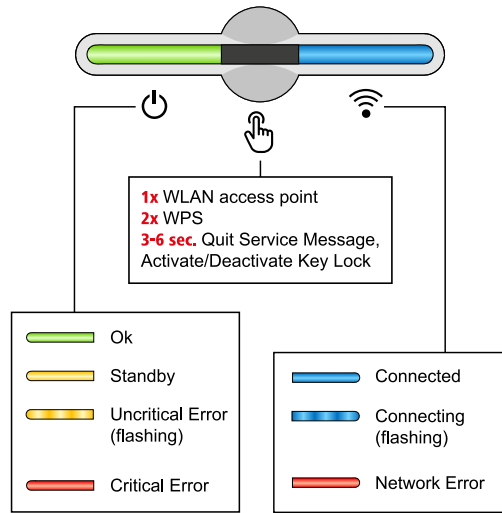 1x WLAN access point
2x WPS
3-6 sec. Quit Service Message,
Activate/Deactivate Key Lock
Ok
Standby
Uncritical Error
(flashing)
Critical Error
Connected
Connecting
(flashing)
Network Error